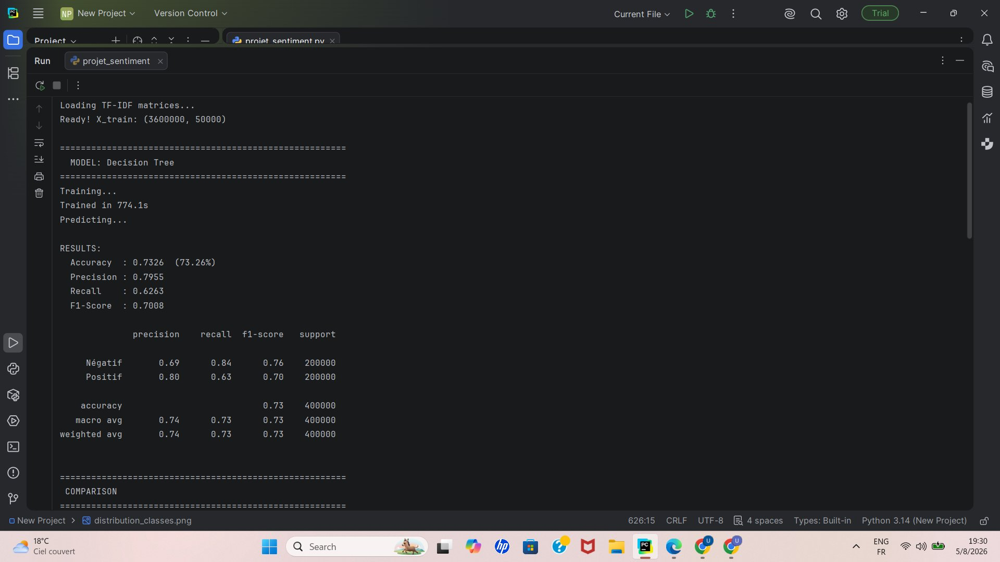 PC
NP New Project Version Control Current File Trial
Project projet_sentiment.py
Run projet_sentiment
Loading TF-IDF matrices...
Ready! X_train: (3600000, 50000)
=======================================================
MODEL: Decision Tree
=======================================================
Training...
Trained in 774.1s
Predicting...
RESULTS:
Accuracy : 0.7326 (73.26%)
Precision : 0.7955
Recall : 0.6263
F1-Score : 0.7008
precision recall f1-score support
Négatif 0.69 0.84 0.76 200000
Positif 0.80 0.63 0.70 200000
accuracy 0.73 400000
macro avg 0.74 0.73 0.73 400000
weighted avg 0.74 0.73 0.73 400000
=======================================================
COMPARISON
=======================================================
New Project distribution_classes.png 626:15 CRLF UTF-8 4 spaces Types: Built-in Python 3.14 (New Project)
18°C
Ciel couvert
Search
hp
PC
U
U
ENG
FR
19:30
5/8/2026